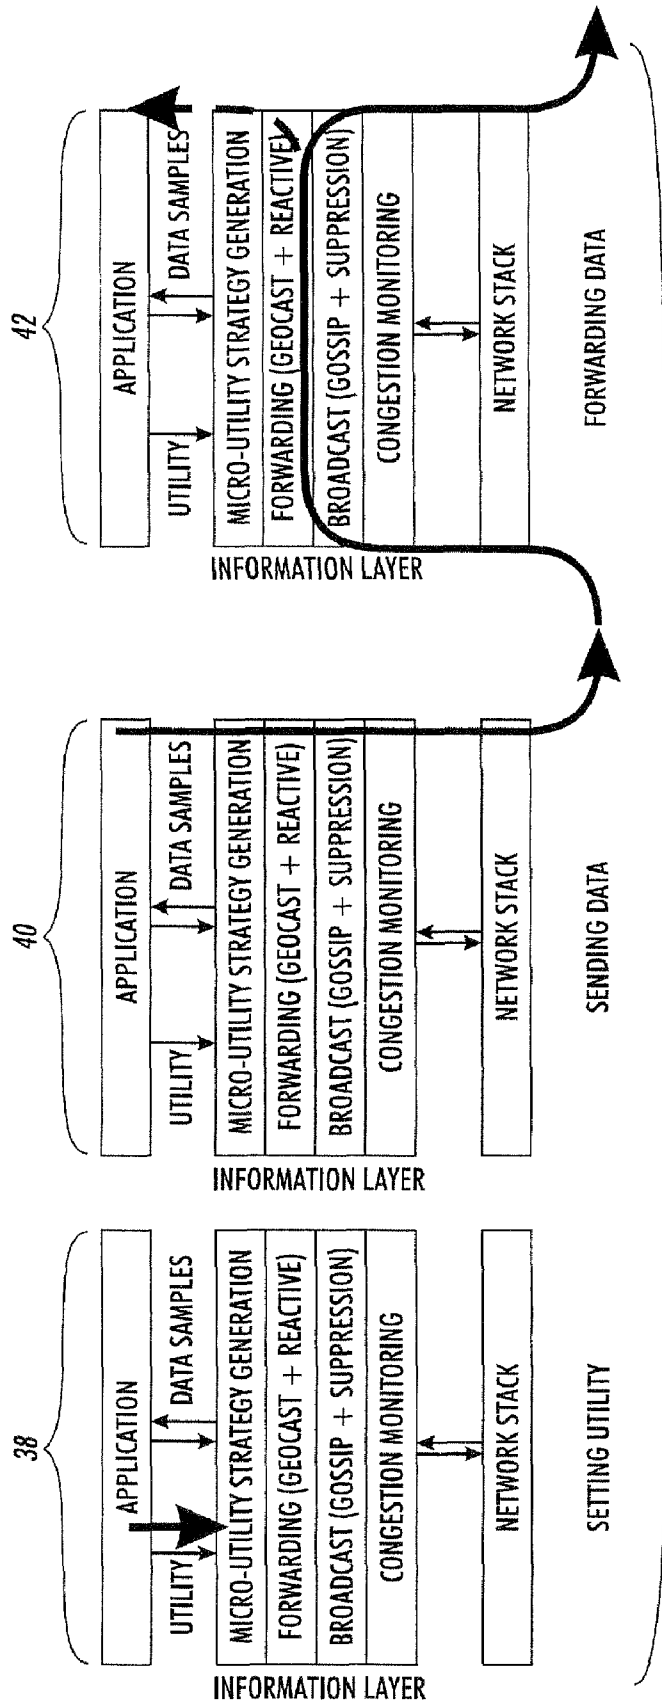 38
APPLICATION
UTILITY
DATA SAMPLES
MICRO-UTILITY STRATEGY GENERATION
FORWARDING (GEOCAST + REACTIVE)
BROADCAST (GOSSIP + SUPPRESSION)
CONGESTION MONITORING
INFORMATION LAYER
NETWORK STACK
SETTING UTILITY
40
APPLICATION
UTILITY
DATA SAMPLES
MICRO-UTILITY STRATEGY GENERATION
FORWARDING (GEOCAST + REACTIVE)
BROADCAST (GOSSIP + SUPPRESSION)
CONGESTION MONITORING
INFORMATION LAYER
NETWORK STACK
SENDING DATA
42
APPLICATION
UTILITY
DATA SAMPLES
MICRO-UTILITY STRATEGY GENERATION
FORWARDING (GEOCAST + REACTIVE)
BROADCAST (GOSSIP + SUPPRESSION)
CONGESTION MONITORING
INFORMATION LAYER
NETWORK STACK
FORWARDING DATA